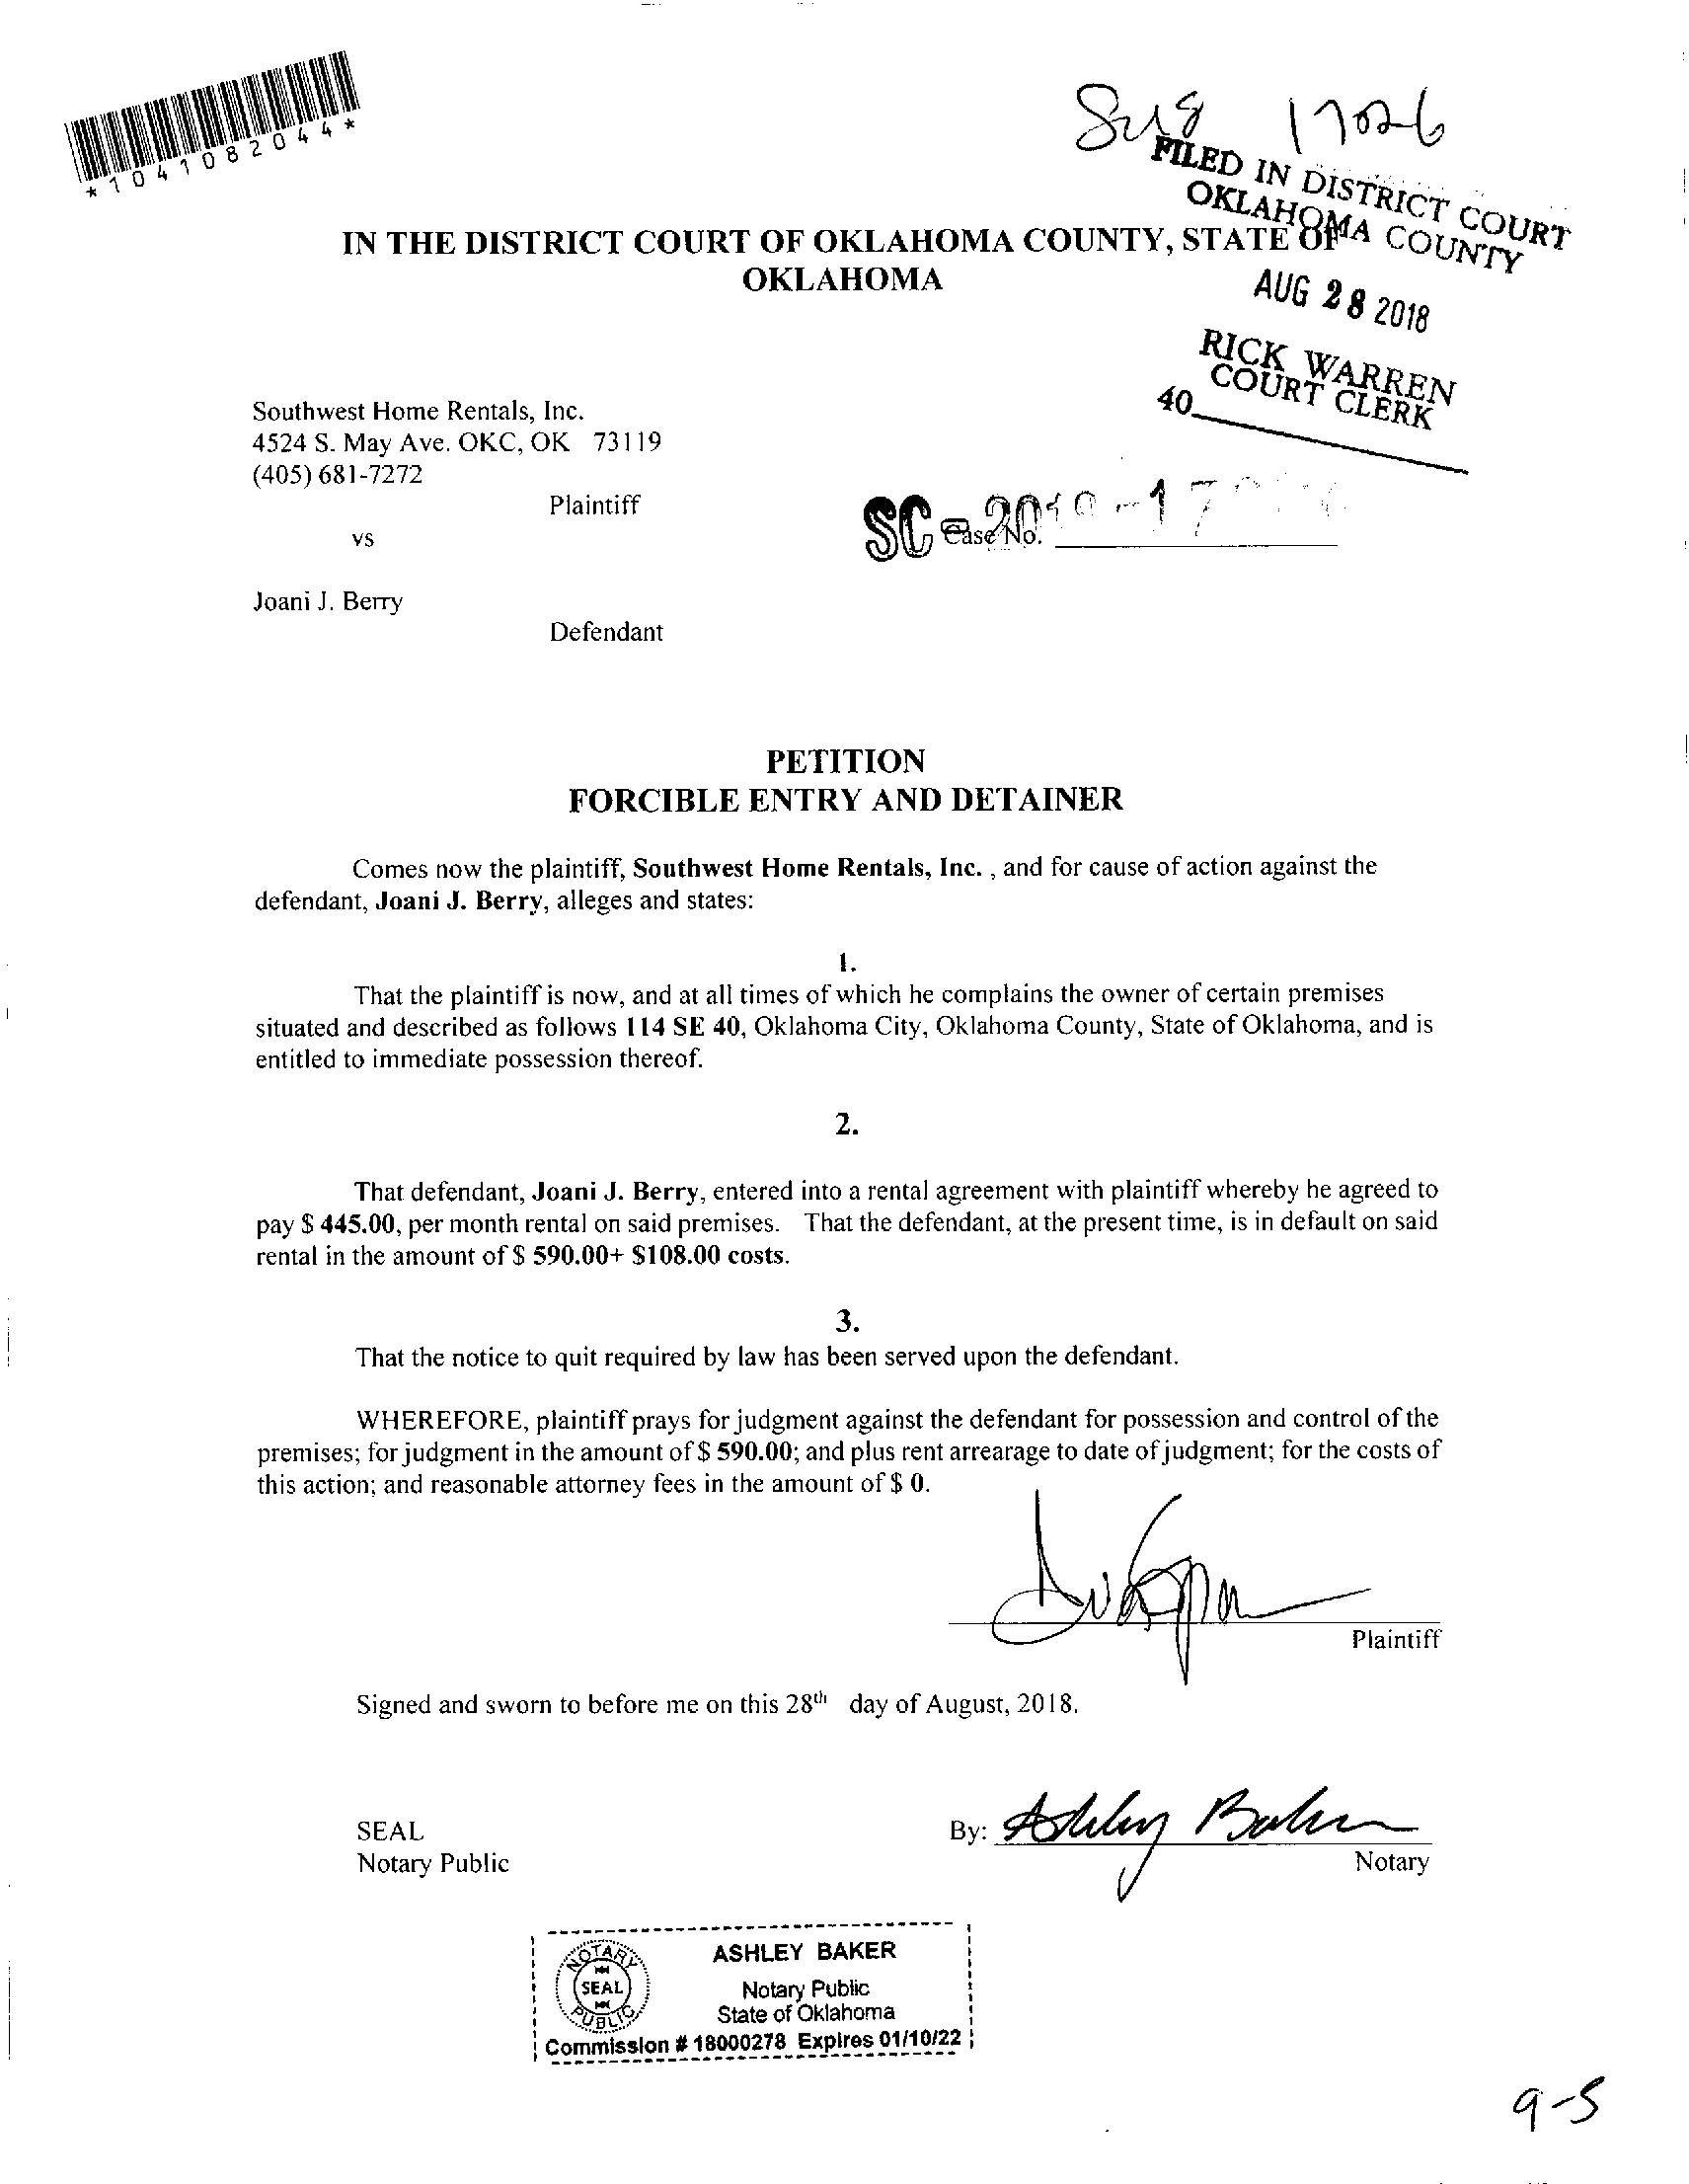 *1041082044*
17026
FILED IN DISTRICT COURT
OKLAHOMA COUNTY
IN THE DISTRICT COURT OF OKLAHOMA COUNTY, STATE OF
OKLAHOMA
AUG 28 2018
RICK WARREN
COURT CLERK
40
Southwest Home Rentals, Inc.
4524 S. May Ave. OKC, OK 73119
(405) 681-7272
Plaintiff
vs
SC
Case No.
Joani J. Berry
Defendant
PETITION
FORCIBLE ENTRY AND DETAINER
Comes now the plaintiff, Southwest Home Rentals, Inc. , and for cause of action against the
defendant, Joani J. Berry, alleges and states:
1.
That the plaintiff is now, and at all times of which he complains the owner of certain premises
situated and described as follows 114 SE 40, Oklahoma City, Oklahoma County, State of Oklahoma, and is
entitled to immediate possession thereof.
2.
That defendant, Joani J. Berry, entered into a rental agreement with plaintiff whereby he agreed to
pay $ 445.00, per month rental on said premises. That the defendant, at the present time, is in default on said
rental in the amount of $ 590.00+ $108.00 costs.
3.
That the notice to quit required by law has been served upon the defendant.
WHEREFORE, plaintiff prays for judgment against the defendant for possession and control of the
premises; for judgment in the amount of $ 590.00; and plus rent arrearage to date of judgment; for the costs of
this action; and reasonable attorney fees in the amount of $ 0.
Plaintiff
Signed and sworn to before me on this 28th day of August, 2018.
SEAL
By: Ashley Baker
Notary Public
Notary
NOTARY
SEAL
PUBLIC
ASHLEY BAKER
Notary Public
State of Oklahoma
Commission # 18000278 Expires 01/10/22
9-5